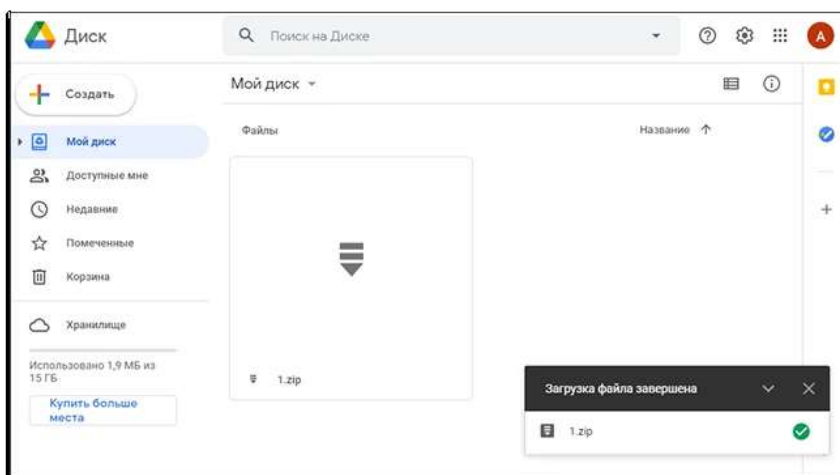 Диск
Поиск на Диске
А
Создать
Мой диск
Мой диск
Доступные мне
Недавние
Помеченные
Корзина
Хранилище
Использовано 1,9 МБ из
15 ГБ
Купить больше
места
Файлы
Название
1.zip
Загрузка файла завершена
1.zip